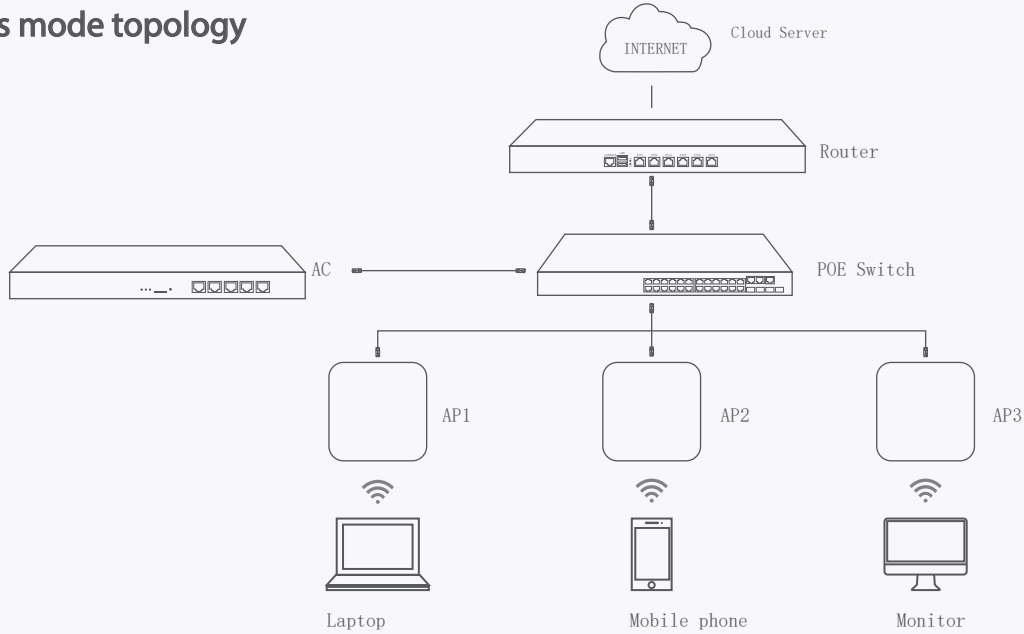 s mode topology
Cloud Server
INTERNET
Router
AC
POE Switch
AP1
AP2
AP3
Laptop
Mobile phone
Monitor